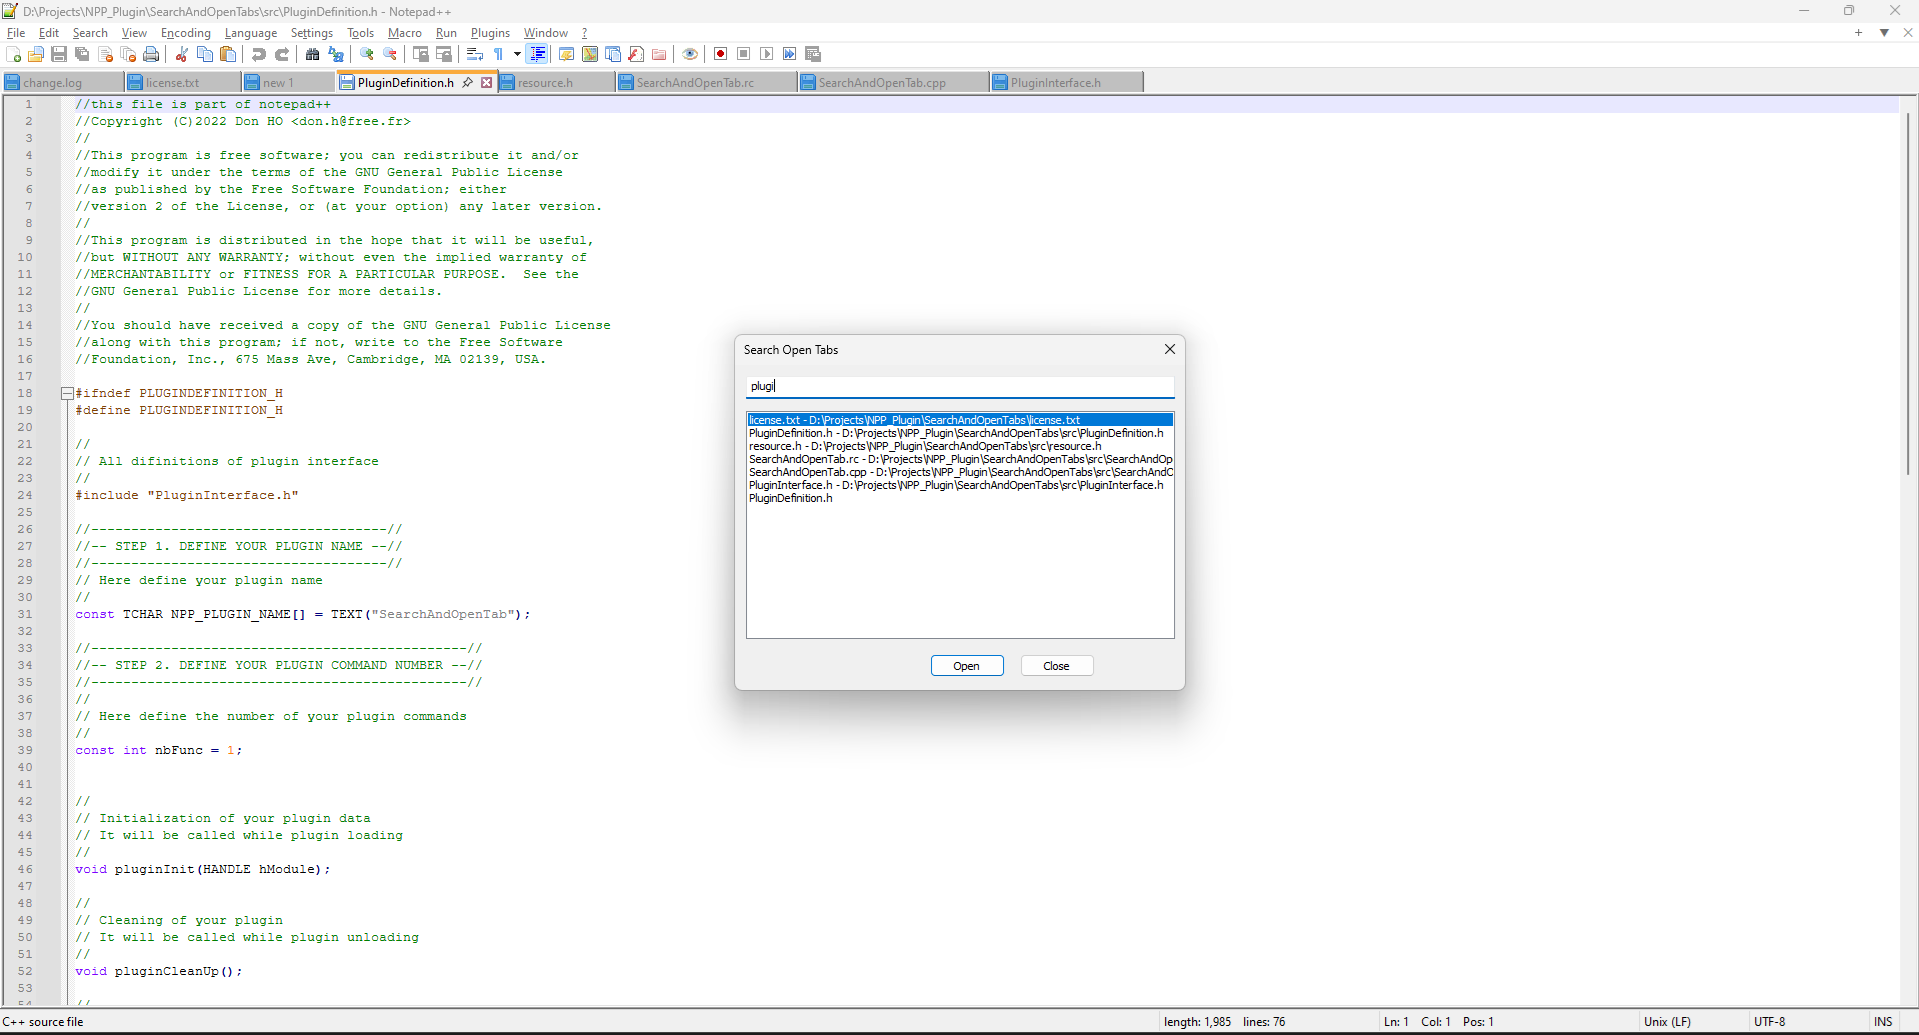 D:\Projects\NPP_Plugin\SearchAndOpenTabs\src\PluginDefinition.h - Notepad++
File Edit Search View Encoding Language Settings Tools Macro Run Plugins Window ?
change.log license.txt new 1 PluginDefinition.h resource.h SearchAndOpenTab.rc SearchAndOpenTab.cpp PluginInterface.h
1 //this file is part of notepad++
2 //Copyright (C)2022 Don HO <don.h@free.fr>
3 //
4 //This program is free software; you can redistribute it and/or
5 //modify it under the terms of the GNU General Public License
6 //as published by the Free Software Foundation; either
7 //version 2 of the License, or (at your option) any later version.
8 //
9 //This program is distributed in the hope that it will be useful,
10 //but WITHOUT ANY WARRANTY; without even the implied warranty of
11 //MERCHANTABILITY or FITNESS FOR A PARTICULAR PURPOSE.  See the
12 //GNU General Public License for more details.
13 //
14 //You should have received a copy of the GNU General Public License
15 //along with this program; if not, write to the Free Software
16 //Foundation, Inc., 675 Mass Ave, Cambridge, MA 02139, USA.
17
18 #ifndef PLUGINDEFINITION_H
19 #define PLUGINDEFINITION_H
20
21 //
22 // All difinitions of plugin interface
23 //
24 #include "PluginInterface.h"
25
26 //-------------------------------------//
27 //-- STEP 1. DEFINE YOUR PLUGIN NAME --//
28 //-------------------------------------//
29 // Here define your plugin name
30 //
31 const TCHAR NPP_PLUGIN_NAME[] = TEXT("SearchAndOpenTab");
32
33 //-----------------------------------------------//
34 //-- STEP 2. DEFINE YOUR PLUGIN COMMAND NUMBER --//
35 //-----------------------------------------------//
36 //
37 // Here define the number of your plugin commands
38 //
39 const int nbFunc = 1;
40
41
42 //
43 // Initialization of your plugin data
44 // It will be called while plugin loading
45 //
46 void pluginInit(HANDLE hModule);
47
48 //
49 // Cleaning of your plugin
50 // It will be called while plugin unloading
51 //
52 void pluginCleanUp();
53
54 //
Search Open Tabs
plugi
license.txt - D:\Projects\NPP_Plugin\SearchAndOpenTabs\license.txt
PluginDefinition.h - D:\Projects\NPP_Plugin\SearchAndOpenTabs\src\PluginDefinition.h
resource.h - D:\Projects\NPP_Plugin\SearchAndOpenTabs\src\resource.h
SearchAndOpenTab.rc - D:\Projects\NPP_Plugin\SearchAndOpenTabs\src\SearchAndOp
SearchAndOpenTab.cpp - D:\Projects\NPP_Plugin\SearchAndOpenTabs\src\SearchAndO
PluginInterface.h - D:\Projects\NPP_Plugin\SearchAndOpenTabs\src\PluginInterface.h
PluginDefinition.h
Open Close
C++ source file length: 1,985 lines: 76 Ln: 1 Col: 1 Pos: 1 Unix (LF) UTF-8 INS